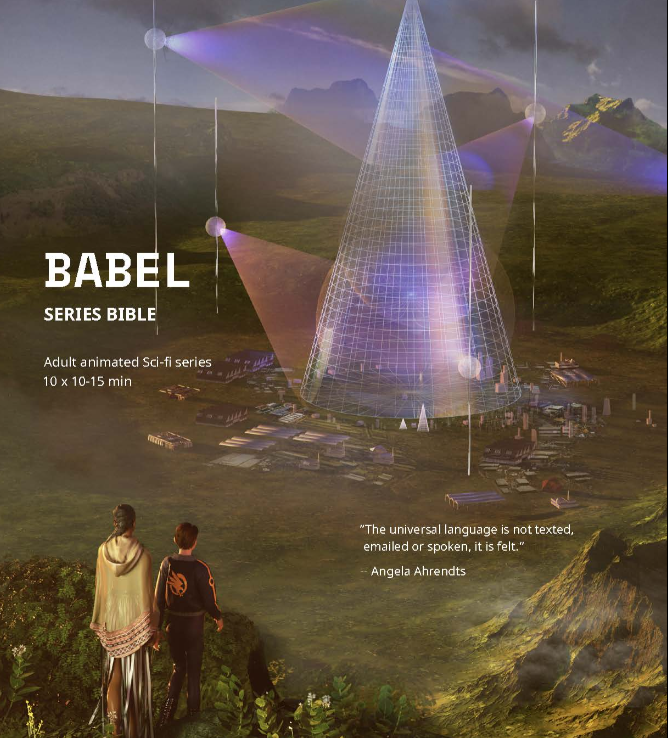 BABEL
SERIES BIBLE
Adult animated Sci-fi series
10 x 10-15 min
"The universal language is not texted,
emailed or spoken, it is felt."
– Angela Ahrendts